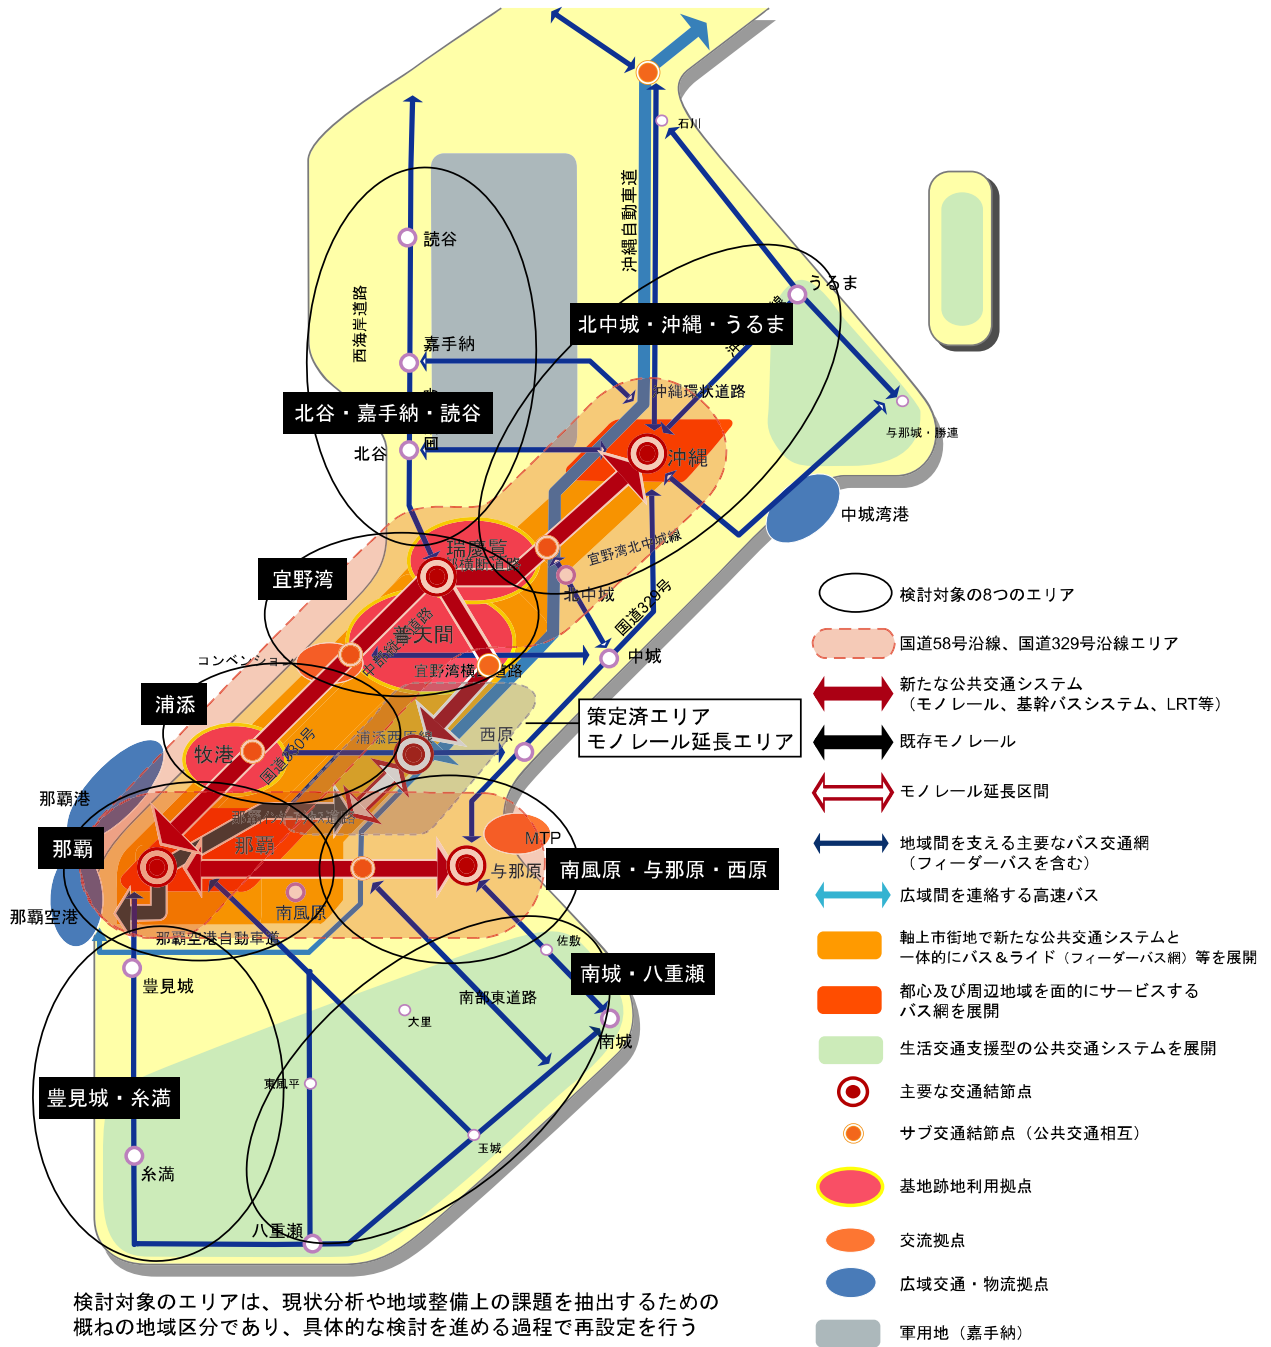 石川
読谷
沖縄自動車道
うるま
西海岸道路
北中城・沖縄・うるま
嘉手納
沖縄環状道路
北谷・嘉手納・読谷
与那城・勝連
北谷
沖縄
中城湾港
瑞慶覧
宜野湾北中城線
宜野湾
北中城
国道329号
普天間
コンベンション
中城
宜野湾横断道路
浦添
策定済エリア
モノレール延長エリア
西原
浦添西原線
牧港
国道330号
那覇港
MTP
那覇
那覇
与那原
南風原・与那原・西原
南風原
那覇空港
那覇空港自動車道
佐敷
南城・八重瀬
豊見城
南部東道路
大里
南城
東風平
豊見城・糸満
玉城
糸満
八重瀬
検討対象の8つのエリア
国道58号沿線、国道329号沿線エリア
新たな公共交通システム
（モノレール、基幹バスシステム、LRT等）
既存モノレール
モノレール延長区間
地域間を支える主要なバス交通網
（フィーダーバスを含む）
広域間を連絡する高速バス
軸上市街地で新たな公共交通システムと
一体的にバス＆ライド（フィーダーバス網）等を展開
都心及び周辺地域を面的にサービスする
バス網を展開
生活交通支援型の公共交通システムを展開
主要な交通結節点
サブ交通結節点（公共交通相互）
基地跡地利用拠点
交流拠点
広域交通・物流拠点
軍用地（嘉手納）
検討対象のエリアは、現状分析や地域整備上の課題を抽出するための
概ねの地域区分であり、具体的な検討を進める過程で再設定を行う